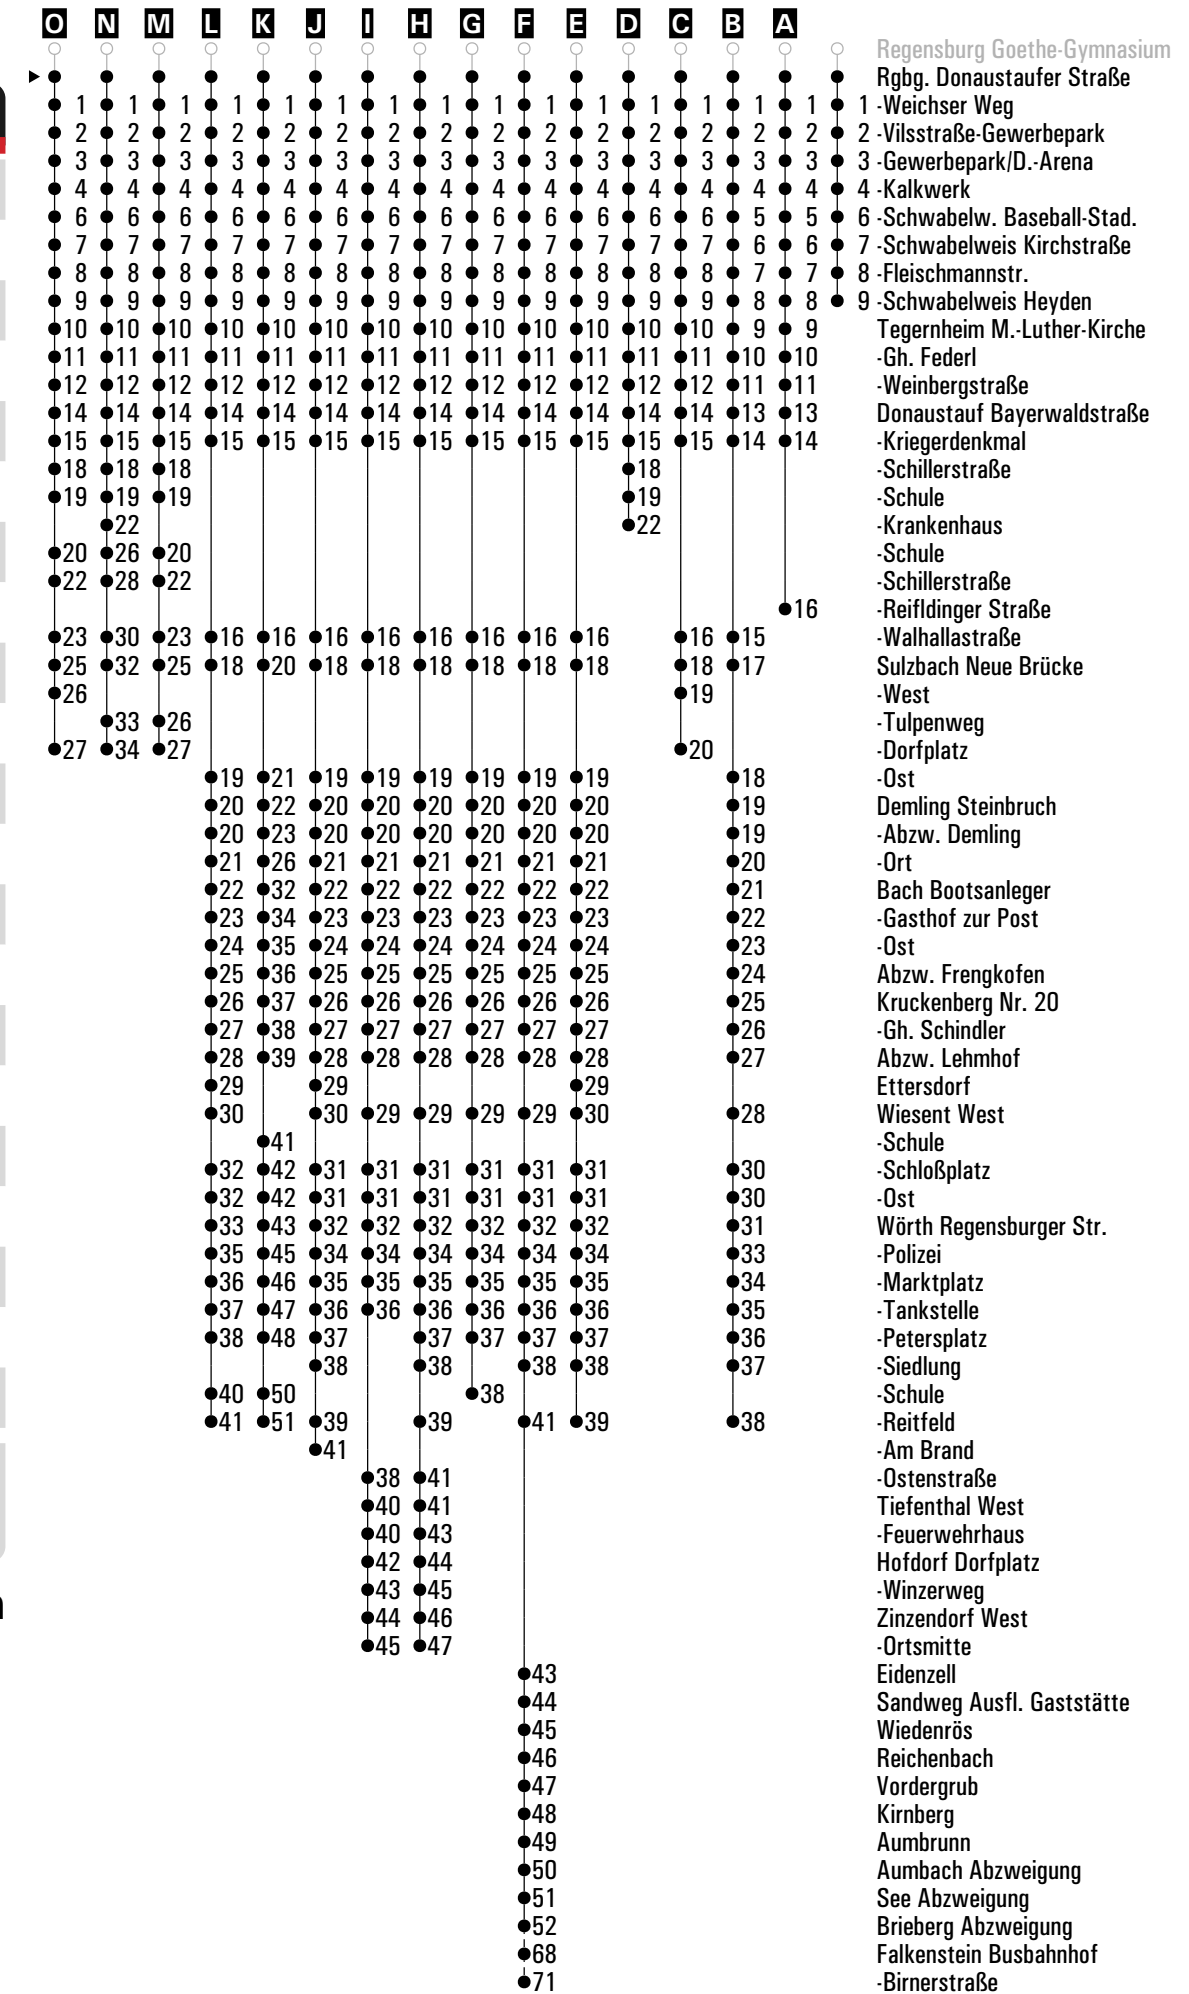 O N M L K J I H G F E D C B A
Regensburg Goethe-Gymnasium
Rgbg. Donaustaufer Straße
1 1 1 1 1 1 1 1 1 1 1 1 1 1 1 1 -Weichser Weg
2 2 2 2 2 2 2 2 2 2 2 2 2 2 2 2 -Vilsstraße-Gewerbepark
3 3 3 3 3 3 3 3 3 3 3 3 3 3 3 3 -Gewerbepark/D.-Arena
4 4 4 4 4 4 4 4 4 4 4 4 4 4 4 4 -Kalkwerk
6 6 6 6 6 6 6 6 6 6 6 6 6 5 5 6 -Schwabelw. Baseball-Stad.
7 7 7 7 7 7 7 7 7 7 7 7 7 6 6 7 -Schwabelweis Kirchstraße
8 8 8 8 8 8 8 8 8 8 8 8 8 7 7 8 -Fleischmannstr.
9 9 9 9 9 9 9 9 9 9 9 9 9 8 8 9 -Schwabelweis Heyden
10 10 10 10 10 10 10 10 10 10 10 10 10 9 9 Tegernheim M.-Luther-Kirche
11 11 11 11 11 11 11 11 11 11 11 11 11 10 10 -Gh. Federl
12 12 12 12 12 12 12 12 12 12 12 12 12 11 11 -Weinbergstraße
14 14 14 14 14 14 14 14 14 14 14 14 14 13 13 Donaustauf Bayerwaldstraße
15 15 15 15 15 15 15 15 15 15 15 15 15 14 14 -Kriegerdenkmal
18 18 18 18 -Schillerstraße
19 19 19 19 -Schule
22 22 -Krankenhaus
20 26 20 -Schule
22 28 22 -Schillerstraße
16 -Reifldinger Straße
23 30 23 16 16 16 16 16 16 16 16 16 15 -Walhallastraße
25 32 25 18 20 18 18 18 18 18 18 18 17 Sulzbach Neue Brücke
26 19 -West
33 26 -Tulpenweg
27 34 27 20 -Dorfplatz
19 21 19 19 19 19 19 19 18 -Ost
20 22 20 20 20 20 20 20 19 Demling Steinbruch
20 23 20 20 20 20 20 20 19 -Abzw. Demling
21 26 21 21 21 21 21 21 20 -Ort
22 32 22 22 22 22 22 22 21 Bach Bootsanleger
23 34 23 23 23 23 23 23 22 -Gasthof zur Post
24 35 24 24 24 24 24 24 23 -Ost
25 36 25 25 25 25 25 25 24 Abzw. Frengkofen
26 37 26 26 26 26 26 26 25 Kruckenberg Nr. 20
27 38 27 27 27 27 27 27 26 -Gh. Schindler
28 39 28 28 28 28 28 28 27 Abzw. Lehmhof
29 29 29 Ettersdorf
30 30 29 29 29 29 30 28 Wiesent West
41 -Schule
32 42 31 31 31 31 31 31 30 -Schloßplatz
32 42 31 31 31 31 31 31 30 -Ost
33 43 32 32 32 32 32 32 31 Wörth Regensburger Str.
35 45 34 34 34 34 34 34 33 -Polizei
36 46 35 35 35 35 35 35 34 -Marktplatz
37 47 36 36 36 36 36 36 35 -Tankstelle
38 48 37 37 37 37 37 36 -Petersplatz
38 38 38 38 37 -Siedlung
40 50 38 -Schule
41 51 39 39 41 39 38 -Reitfeld
41 -Am Brand
38 41 -Ostenstraße
40 41 Tiefenthal West
40 43 -Feuerwehrhaus
42 44 Hofdorf Dorfplatz
43 45 -Winzerweg
44 46 Zinzendorf West
45 47 -Ortsmitte
43 Eidenzell
44 Sandweg Ausfl. Gaststätte
45 Wiedenrös
46 Reichenbach
47 Vordergrub
48 Kirnberg
49 Aumbrunn
50 Aumbach Abzweigung
51 See Abzweigung
52 Brieberg Abzweigung
68 Falkenstein Busbahnhof
71 -Birnerstraße